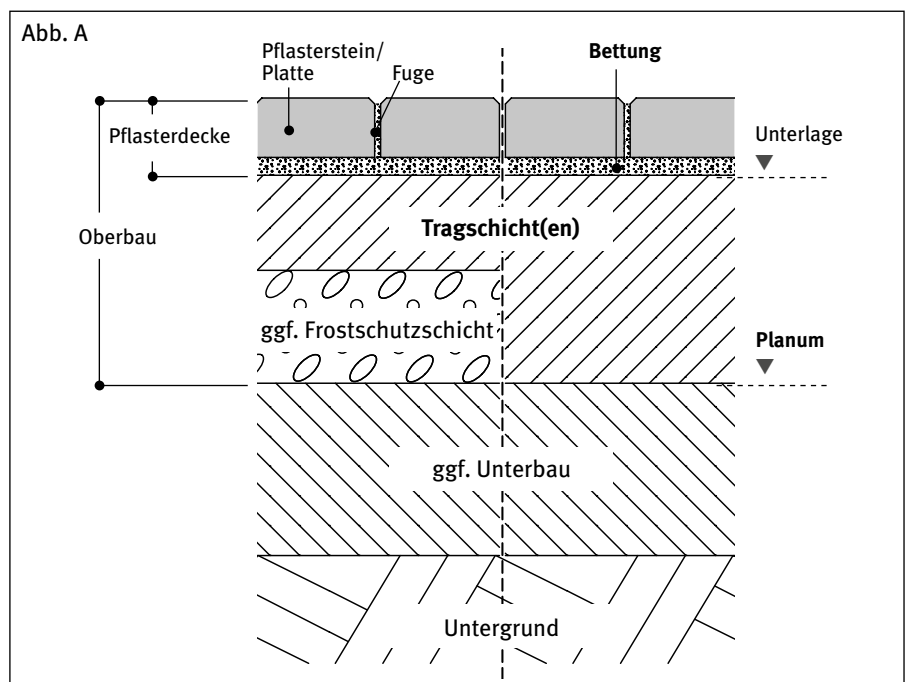 Abb. A
Pflasterstein/
Platte
Fuge
Bettung
Pflasterdecke
Unterlage
Oberbau
Tragschicht(en)
ggf. Frostschutzschicht
Planum
ggf. Unterbau
Untergrund